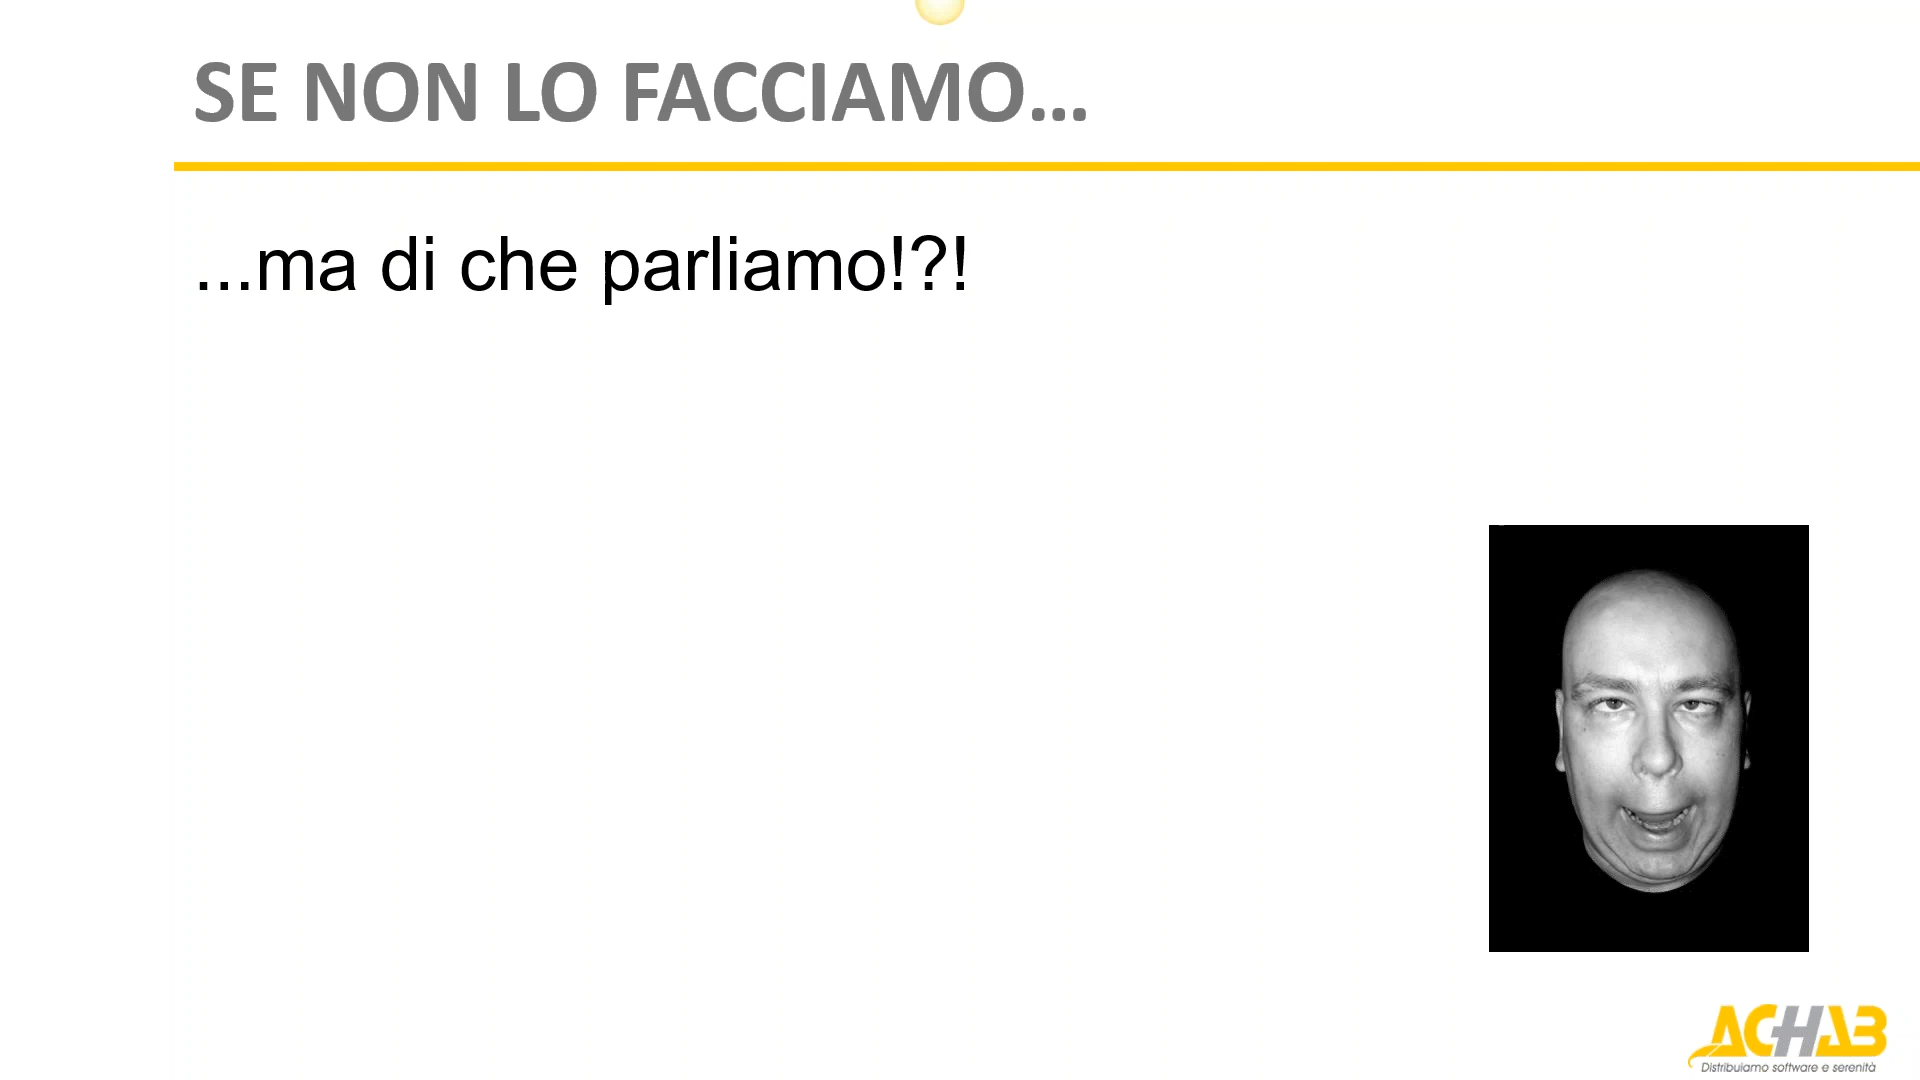 SE NON LO FACCIAMO…
...ma di che parliamo!?!
ACHAB
Distribuiamo software e serenità